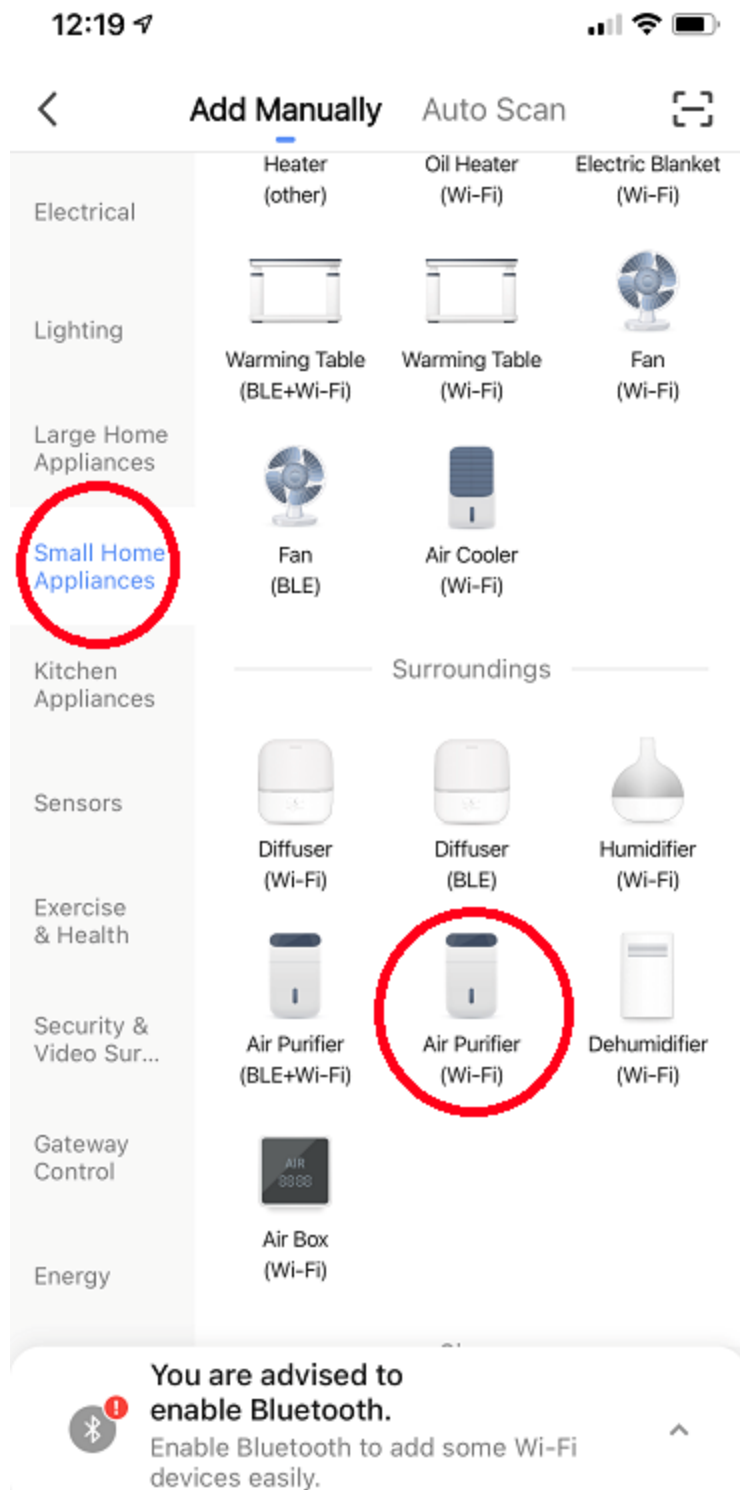 12:19
Add Manually Auto Scan
Electrical
Lighting
Large Home
Appliances
Small Home
Appliances
Kitchen
Appliances
Sensors
Exercise
& Health
Security &
Video Sur...
Gateway
Control
Energy
Heater Oil Heater Electric Blanket
(other) (Wi-Fi) (Wi-Fi)
Warming Table Warming Table Fan
(BLE+Wi-Fi) (Wi-Fi) (Wi-Fi)
Fan Air Cooler
(BLE) (Wi-Fi)
Surroundings
Diffuser Diffuser Humidifier
(Wi-Fi) (BLE) (Wi-Fi)
Air Purifier Air Purifier Dehumidifier
(BLE+Wi-Fi) (Wi-Fi) (Wi-Fi)
AIR
8888
Air Box
(Wi-Fi)
You are advised to
enable Bluetooth.
Enable Bluetooth to add some Wi-Fi
devices easily.